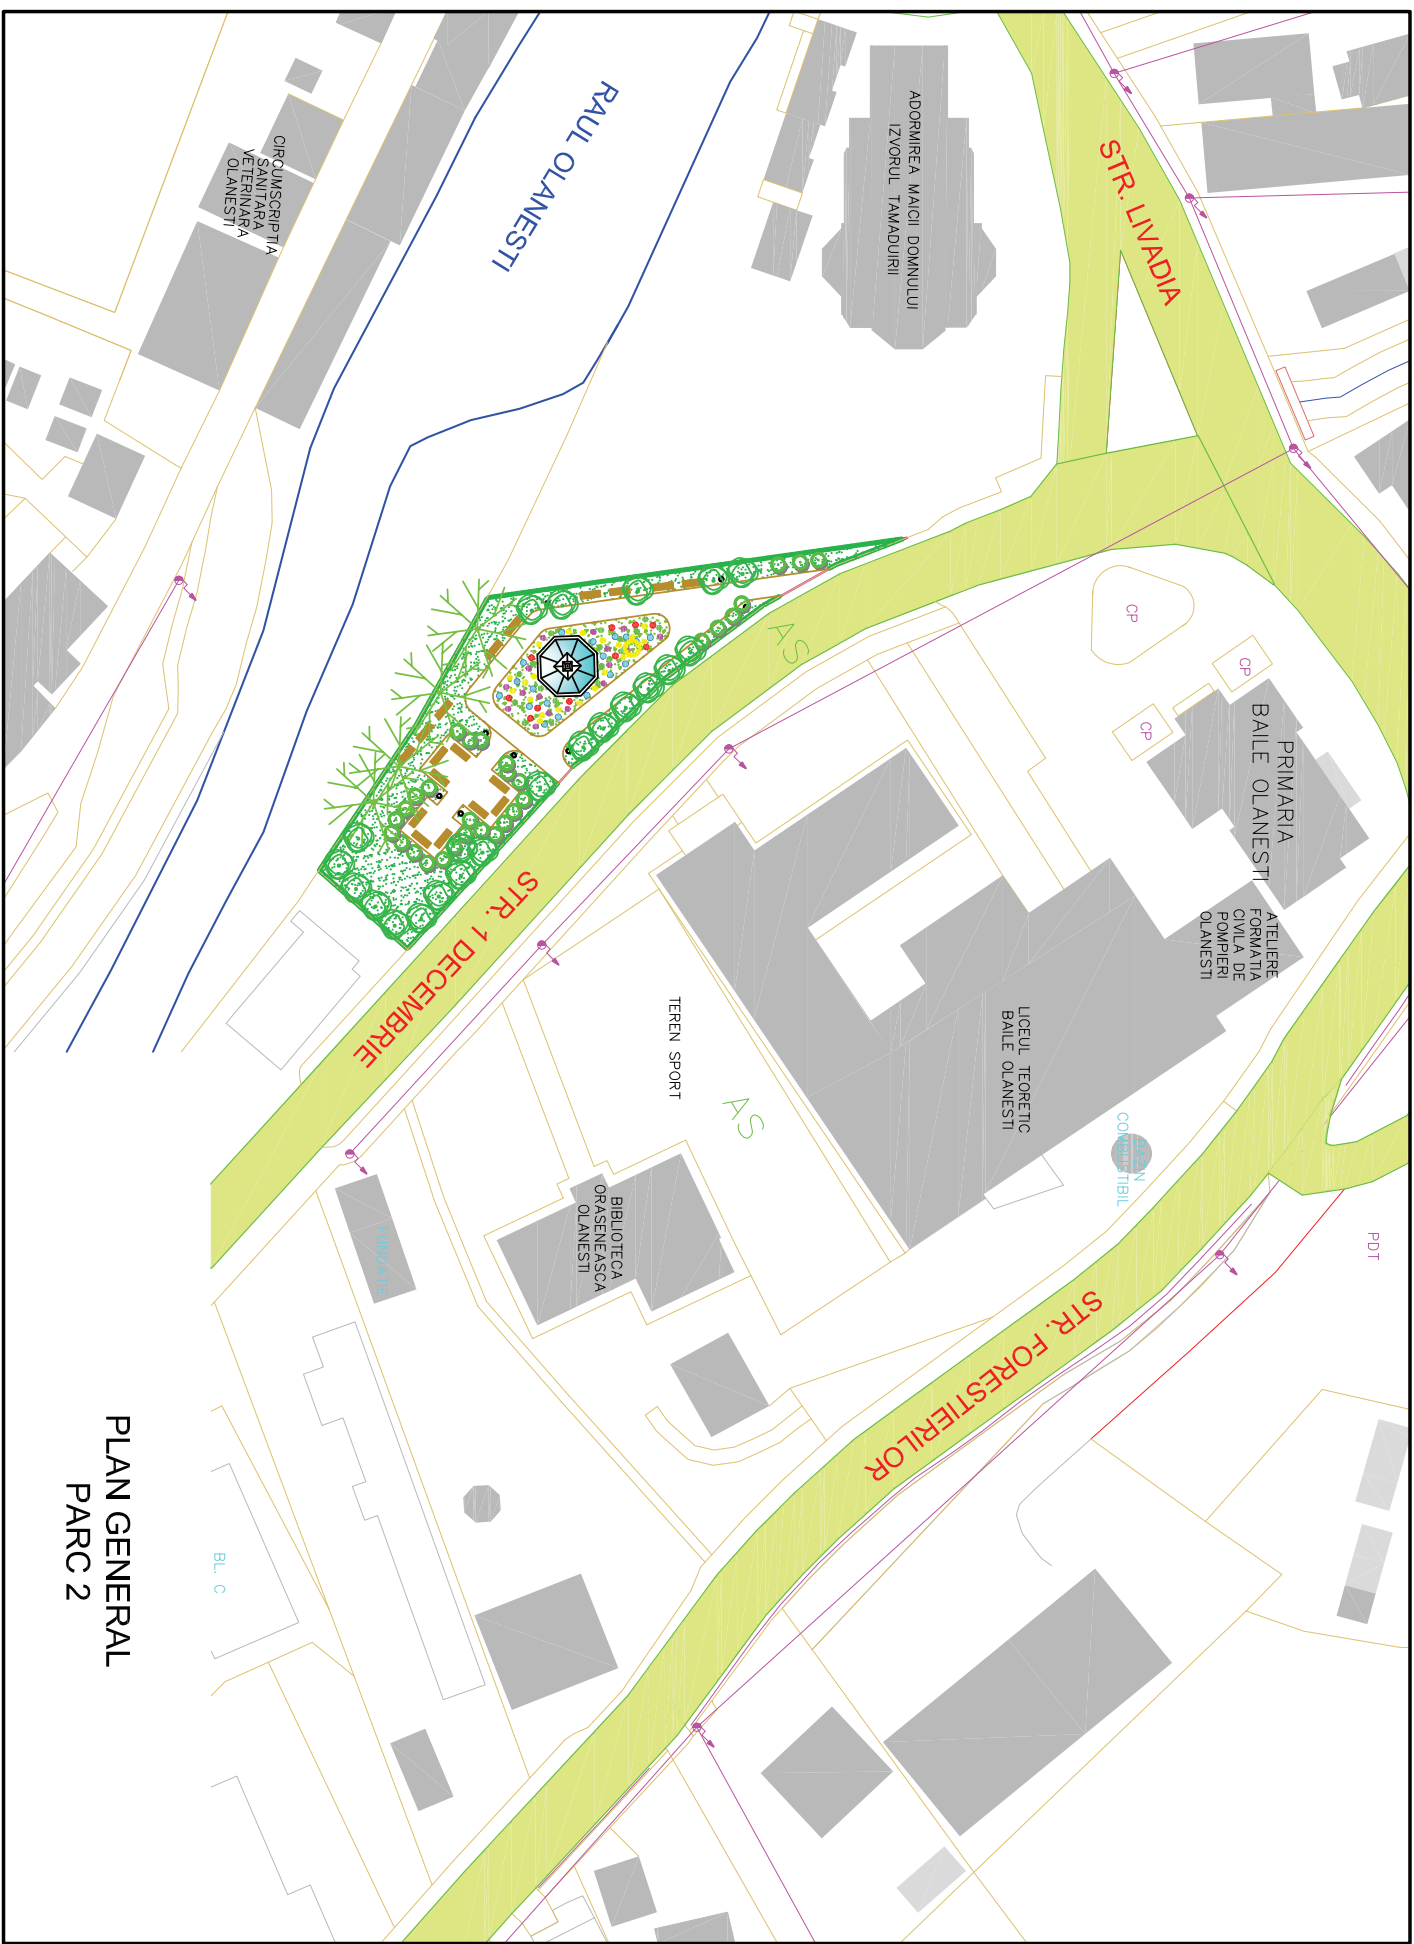 RAUL OLANESTI
CIRCUMSCRIPTIA
SANITARA
VETERINARA
OLANESTI
ADORMIREA MAICII DOMNULUI
IZVORUL TAMADUIRII
STR. LIVADIA
CP
CP
CP
PRIMARIA
BAILE OLANESTI
ATELIERE
FORMATIA
CIVILA DE
POMPIERI
OLANESTI
AS
STR. 1 DECEMBRIE
TEREN SPORT
AS
LICEUL TEORETIC
BAILE OLANESTI
BAZIN
COMBUSTIBIL
BIBLIOTECA
ORASENEASCA
OLANESTI
FUNDATIE
PDT
STR. FORESTIERILOR
BL. C
PLAN GENERAL
PARC 2